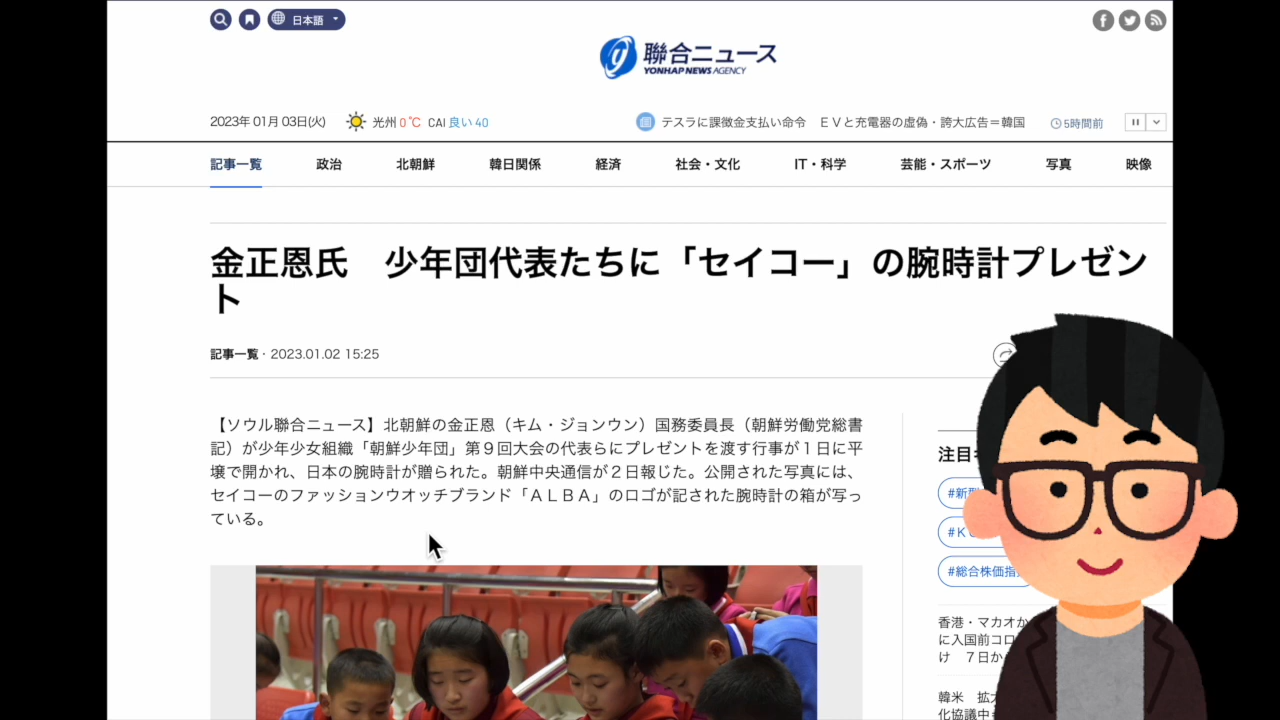 日本語
聯合ニュース
YONHAP NEWS AGENCY
2023年 01月 03日(火) 光州 0℃ CAI 良い 40
テスラに課徴金支払い命令 ＥＶと充電器の虚偽・誇大広告＝韓国 5時間前
記事一覧 政治 北朝鮮 韓日関係 経済 社会・文化 IT・科学 芸能・スポーツ 写真 映像
金正恩氏　少年団代表たちに「セイコー」の腕時計プレゼン
ト
記事一覧 · 2023.01.02 15:25
【ソウル聯合ニュース】北朝鮮の金正恩（キム・ジョンウン）国務委員長（朝鮮労働党総書
記）が少年少女組織「朝鮮少年団」第９回大会の代表らにプレゼントを渡す行事が１日に平
壌で開かれ、日本の腕時計が贈られた。朝鮮中央通信が２日報じた。公開された写真には、
セイコーのファッションウオッチブランド「ＡＬＢＡ」のロゴが記された腕時計の箱が写っ
ている。
注目
#新型
#Ｋ
#総合株価指
香港・マカオか
に入国前コロ
け　７日か
韓米　拡
化協議中